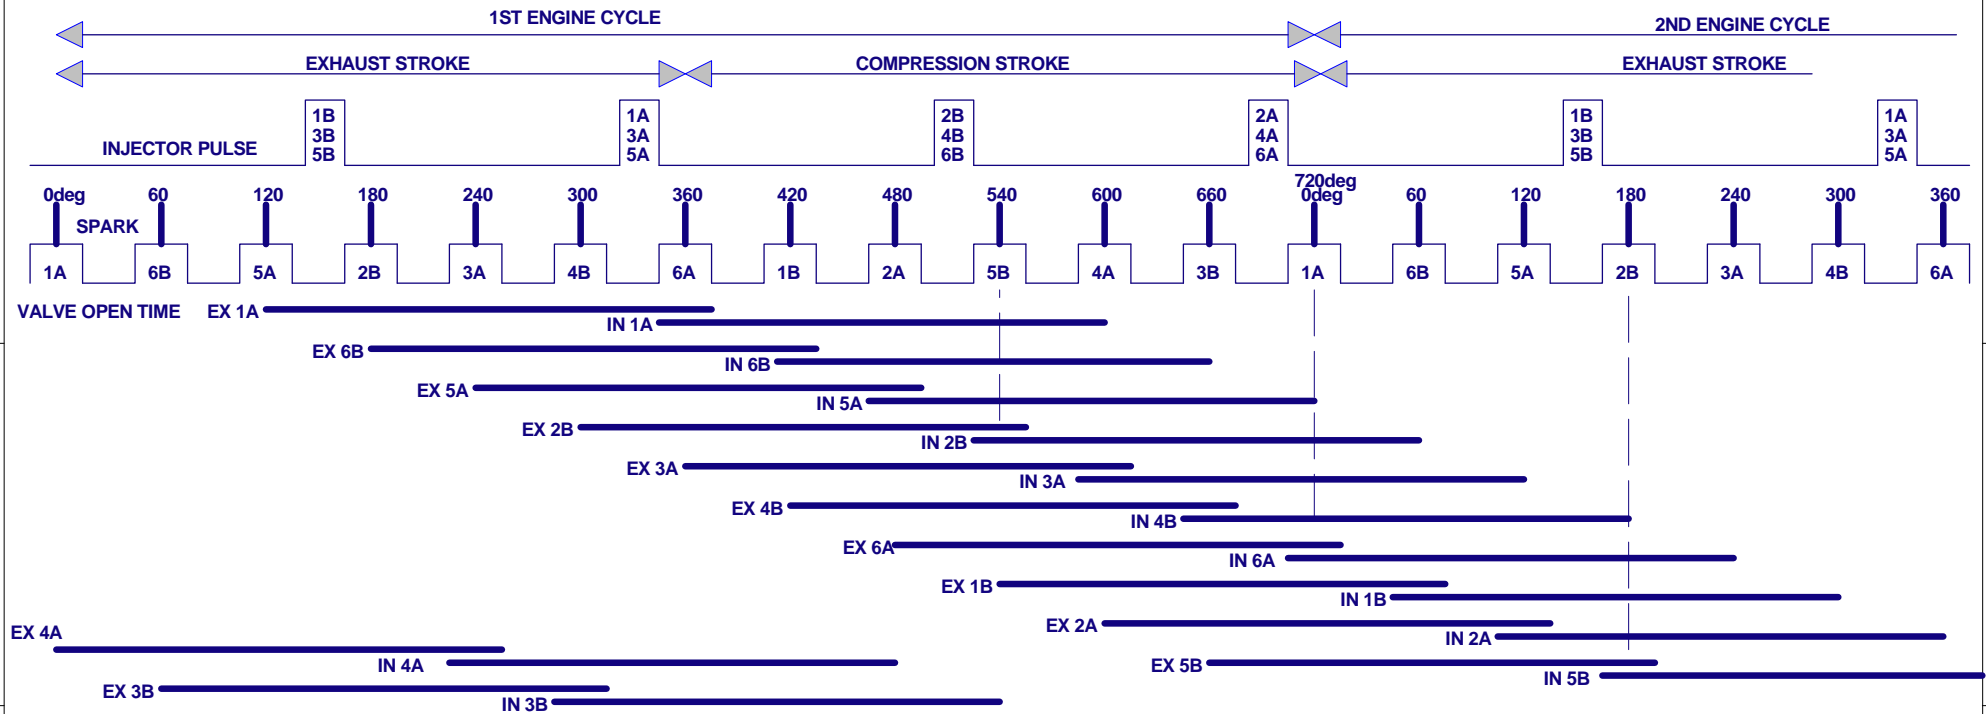 1ST ENGINE CYCLE
2ND ENGINE CYCLE
EXHAUST STROKE
COMPRESSION STROKE
EXHAUST STROKE
INJECTOR PULSE
1B
3B
5B
1A
3A
5A
2B
4B
6B
2A
4A
6A
1B
3B
5B
1A
3A
5A
0deg 60 120 180 240 300 360 420 480 540 600 660 720deg
0deg 60 120 180 240 300 360
SPARK
1A 6B 5A 2B 3A 4B 6A 1B 2A 5B 4A 3B 1A 6B 5A 2B 3A 4B 6A
VALVE OPEN TIME
EX 1A
IN 1A
EX 6B
IN 6B
EX 5A
IN 5A
EX 2B
IN 2B
EX 3A
IN 3A
EX 4B
IN 4B
EX 6A
IN 6A
EX 1B
IN 1B
EX 2A
IN 2A
EX 4A
IN 4A
EX 5B
IN 5B
EX 3B
IN 3B